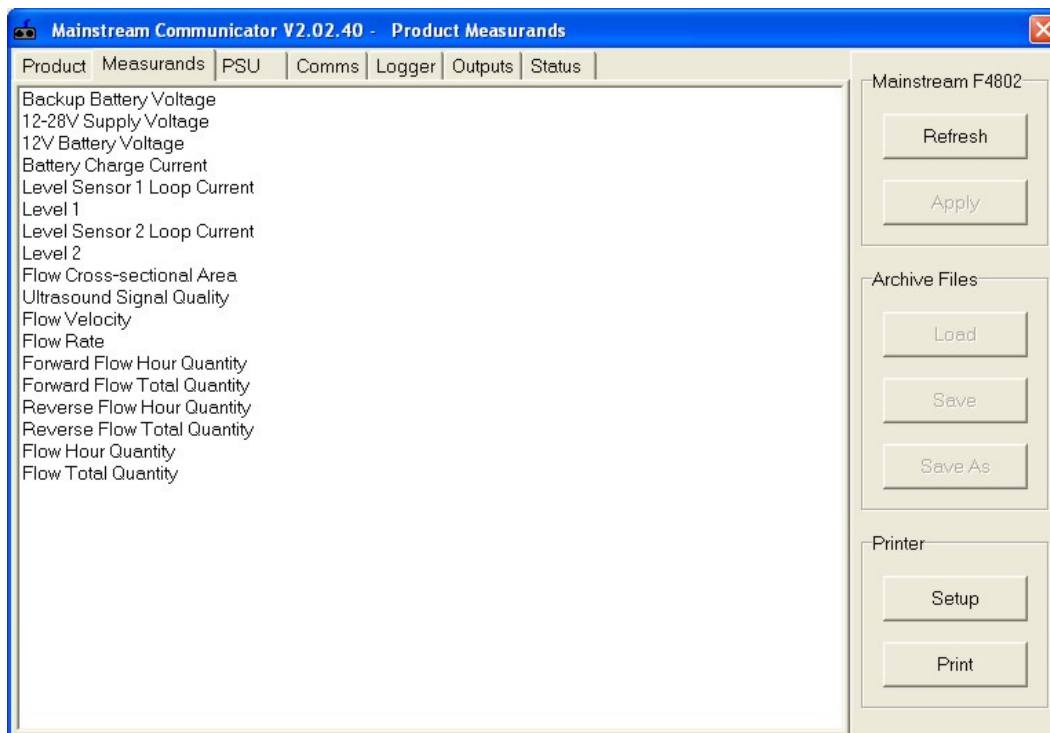 Mainstream Communicator V2.02.40 - Product Measurands
Product Measurands PSU Comms Logger Outputs Status
Backup Battery Voltage
12-28V Supply Voltage
12V Battery Voltage
Battery Charge Current
Level Sensor 1 Loop Current
Level 1
Level Sensor 2 Loop Current
Level 2
Flow Cross-sectional Area
Ultrasound Signal Quality
Flow Velocity
Flow Rate
Forward Flow Hour Quantity
Forward Flow Total Quantity
Reverse Flow Hour Quantity
Reverse Flow Total Quantity
Flow Hour Quantity
Flow Total Quantity
Mainstream F4802
Refresh
Apply
Archive Files
Load
Save
Save As
Printer
Setup
Print